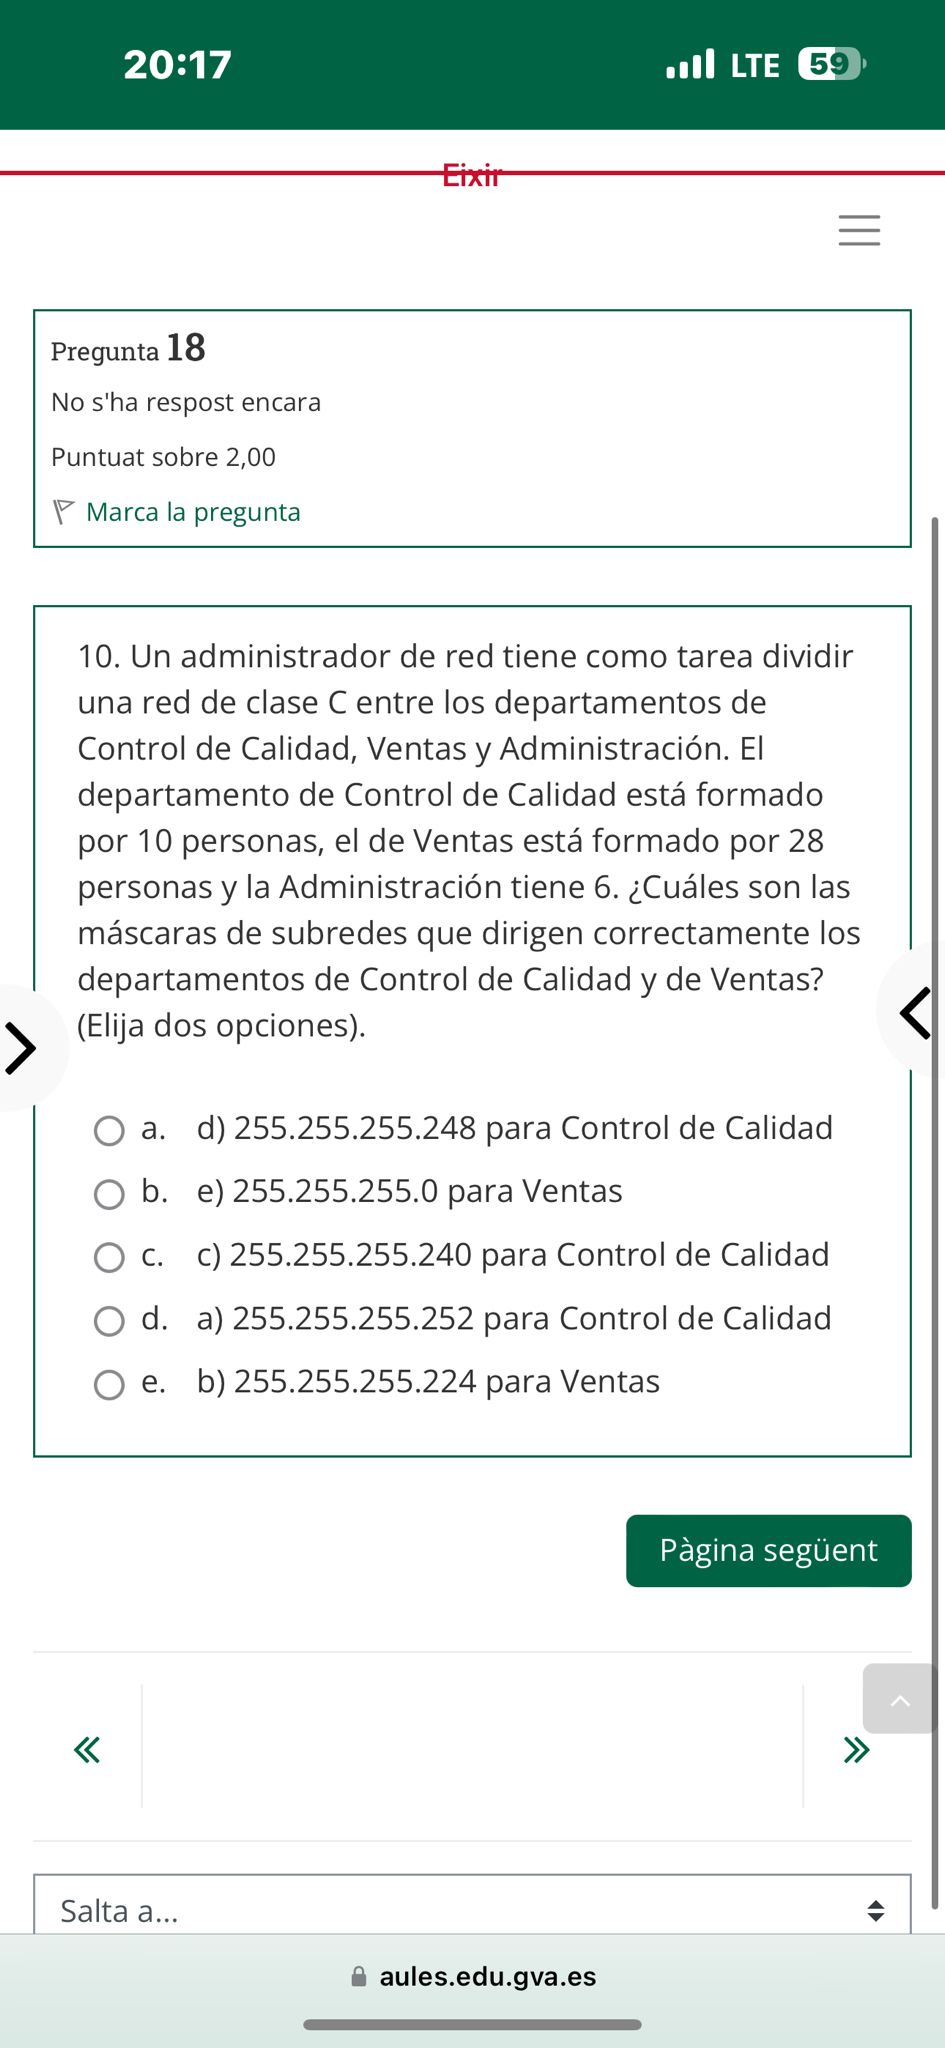 20:17
LTE 59
Eixir
Pregunta 18
No s'ha respost encara
Puntuat sobre 2,00
Marca la pregunta
10. Un administrador de red tiene como tarea dividir
una red de clase C entre los departamentos de
Control de Calidad, Ventas y Administración. El
departamento de Control de Calidad está formado
por 10 personas, el de Ventas está formado por 28
personas y la Administración tiene 6. ¿Cuáles son las
máscaras de subredes que dirigen correctamente los
departamentos de Control de Calidad y de Ventas?
(Elija dos opciones).
a. d) 255.255.255.248 para Control de Calidad
b. e) 255.255.255.0 para Ventas
c. c) 255.255.255.240 para Control de Calidad
d. a) 255.255.255.252 para Control de Calidad
e. b) 255.255.255.224 para Ventas
Pàgina següent
Salta a...
aules.edu.gva.es